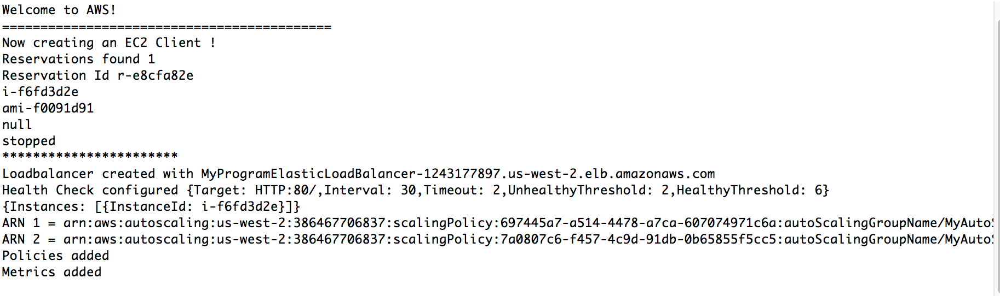 Welcome to AWS!
===========================================
Now creating an EC2 Client !
Reservations found 1
Reservation Id r-e8cfa82e
i-f6fd3d2e
ami-f0091d91
null
stopped
***********************
Loadbalancer created with MyProgramElasticLoadBalancer-1243177897.us-west-2.elb.amazonaws.com
Health Check configured {Target: HTTP:80/,Interval: 30,Timeout: 2,UnhealthyThreshold: 2,HealthyThreshold: 6}
{Instances: [{InstanceId: i-f6fd3d2e}]}
ARN 1 = arn:aws:autoscaling:us-west-2:386467706837:scalingPolicy:697445a7-a514-4478-a7ca-607074971c6a:autoScalingGroupName/MyAuto
ARN 2 = arn:aws:autoscaling:us-west-2:386467706837:scalingPolicy:7a0807c6-f457-4c9d-91db-0b65855f5cc5:autoScalingGroupName/MyAuto
Policies added
Metrics added